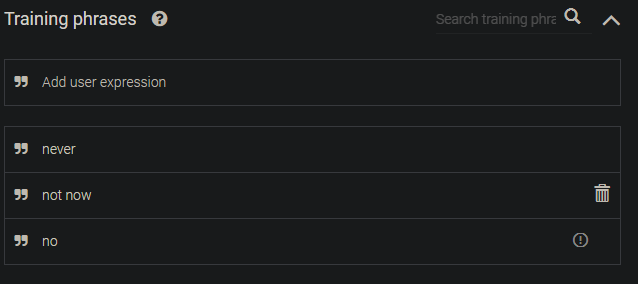 Training phrases
Search training phra
Add user expression
never
not now
no